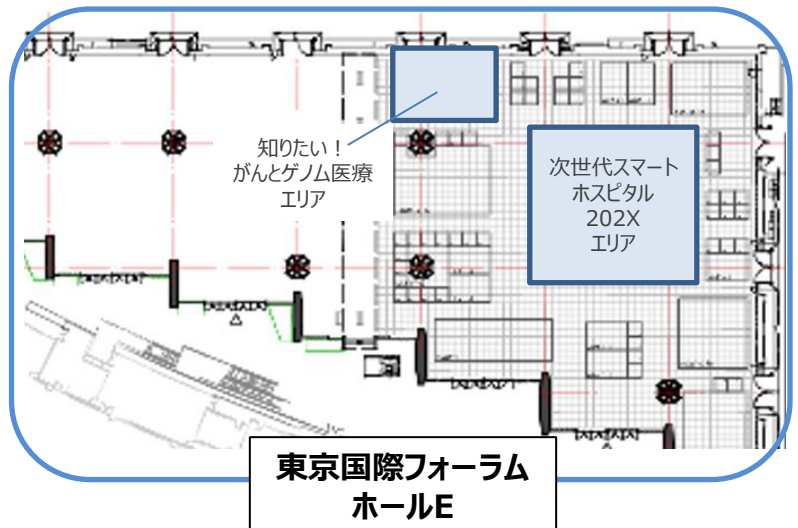 知りたい！
がんとゲノム医療
エリア
次世代スマート
ホスピタル
202X
エリア
東京国際フォーラム
ホールE